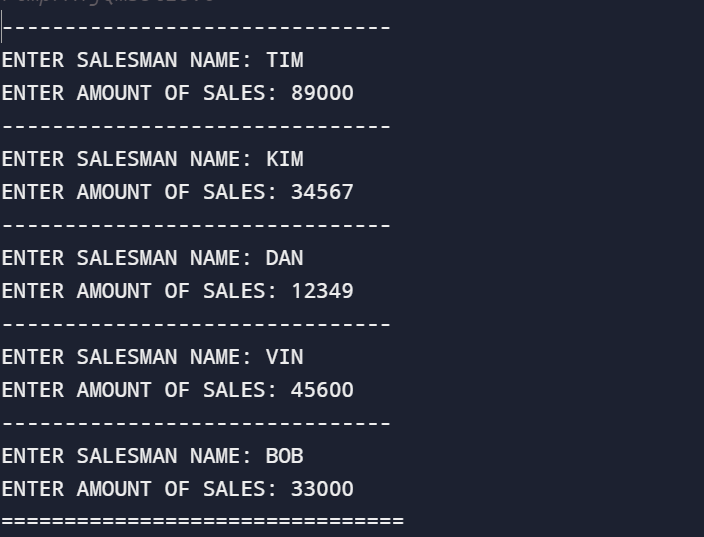 -------------------------------
ENTER SALESMAN NAME: TIM
ENTER AMOUNT OF SALES: 89000
-------------------------------
ENTER SALESMAN NAME: KIM
ENTER AMOUNT OF SALES: 34567
-------------------------------
ENTER SALESMAN NAME: DAN
ENTER AMOUNT OF SALES: 12349
-------------------------------
ENTER SALESMAN NAME: VIN
ENTER AMOUNT OF SALES: 45600
-------------------------------
ENTER SALESMAN NAME: BOB
ENTER AMOUNT OF SALES: 33000
================================